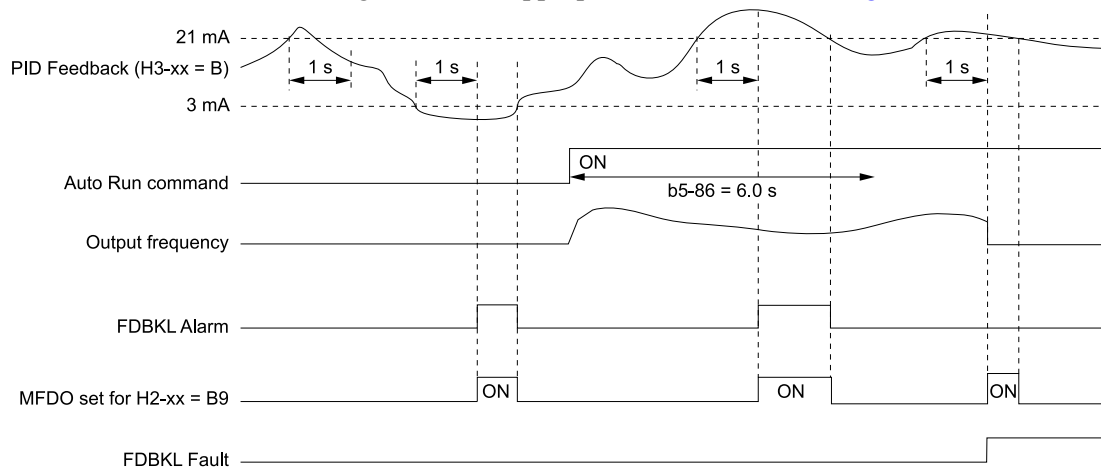 21 mA
PID Feedback (H3-xx = B)
1 s
1 s
1 s
1 s
3 mA
ON
Auto Run command
b5-86 = 6.0 s
Output frequency
FDBKL Alarm
MFDO set for H2-xx = B9
ON
ON
ON
FDBKL Fault